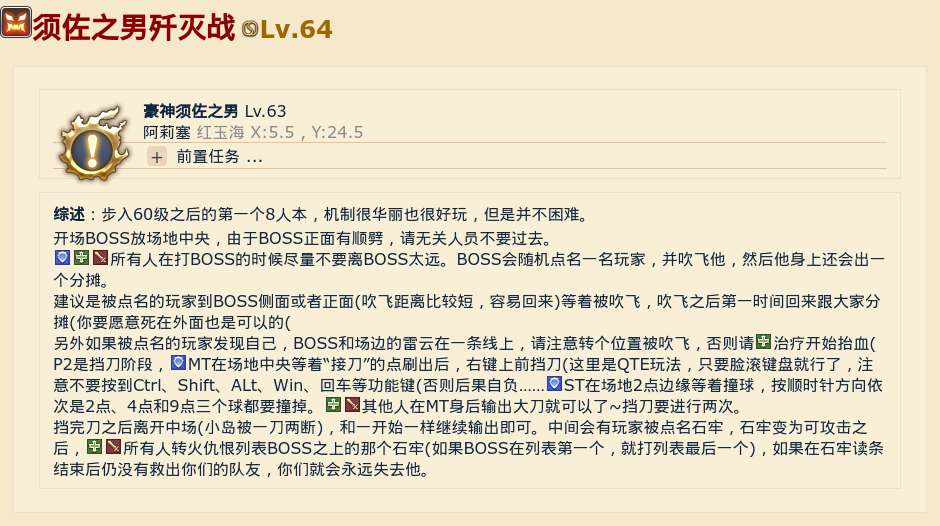 须佐之男歼灭战 Lv.64
豪神须佐之男 Lv.63
阿莉塞 红玉海 X:5.5 , Y:24.5
+ 前置任务 ...
综述：步入60级之后的第一个8人本，机制很华丽也很好玩，但是并不困难。
开场BOSS放场地中央，由于BOSS正面有顺劈，请无关人员不要过去。
所有人在打BOSS的时候尽量不要离BOSS太远。BOSS会随机点名一名玩家，并吹飞他，然后他身上还会出一
个分摊。
建议是被点名的玩家到BOSS侧面或者正面(吹飞距离比较短，容易回来)等着被吹飞，吹飞之后第一时间回来跟大家分
摊(你要愿意死在外面也是可以的(
另外如果被点名的玩家发现自己，BOSS和场边的雷云在一条线上，请注意转个位置被吹飞，否则请治疗开始抬血(
P2是挡刀阶段，MT在场地中央等着“接刀”的点刷出后，右键上前挡刀(这里是QTE玩法，只要脸滚键盘就行了，注
意不要按到Ctrl、Shift、ALt、Win、回车等功能键(否则后果自负……ST在场地2点边缘等着撞球，按顺时针方向依
次是2点、4点和9点三个球都要撞掉。其他人在MT身后输出大刀就可以了~挡刀要进行两次。
挡完刀之后离开中场(小岛被一刀两断)，和一开始一样继续输出即可。中间会有玩家被点名石牢，石牢变为可攻击之
后，所有人转火仇恨列表BOSS之上的那个石牢(如果BOSS在列表第一个，就打列表最后一个)，如果在石牢读条
结束后仍没有救出你们的队友，你们就会永远失去他。